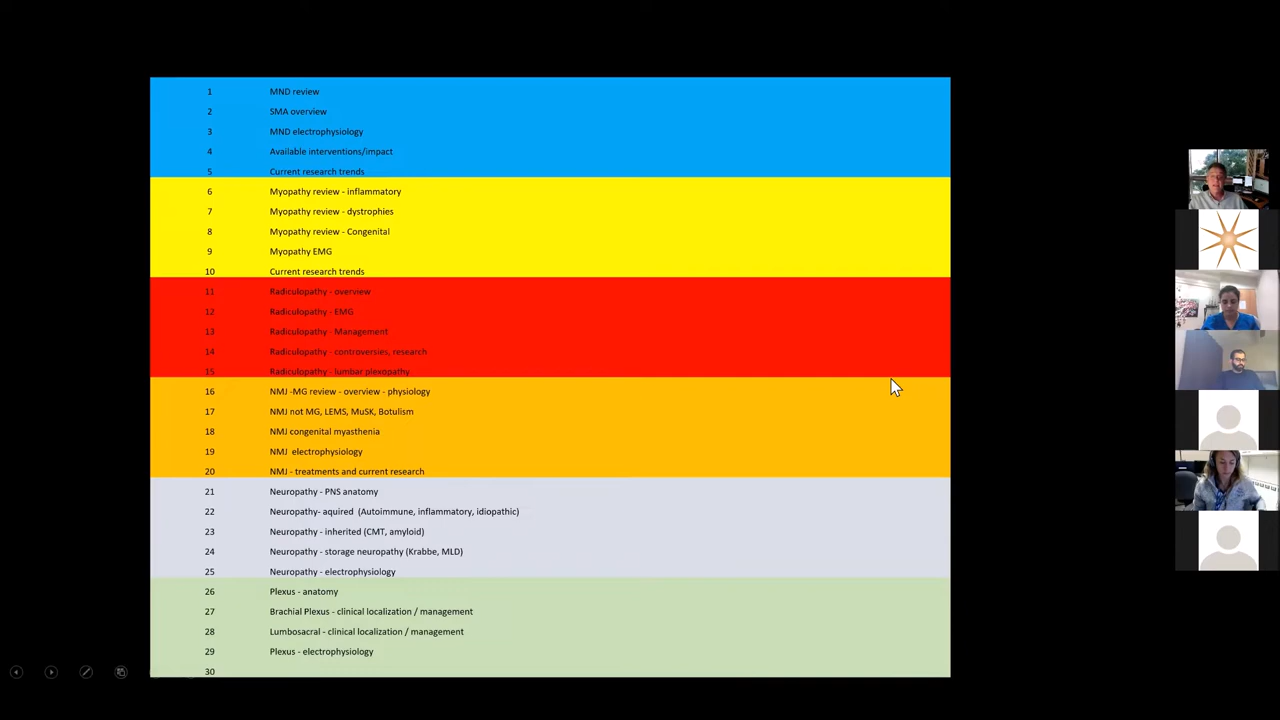 1 MND review
2 SMA overview
3 MND electrophysiology
4 Available interventions/impact
5 Current research trends
6 Myopathy review - inflammatory
7 Myopathy review - dystrophies
8 Myopathy review - Congenital
9 Myopathy EMG
10 Current research trends
11 Radiculopathy - overview
12 Radiculopathy - EMG
13 Radiculopathy - Management
14 Radiculopathy - controversies, research
15 Radiculopathy - lumbar plexopathy
16 NMJ -MG review - overview - physiology
17 NMJ not MG, LEMS, MuSK, Botulism
18 NMJ congenital myasthenia
19 NMJ electrophysiology
20 NMJ - treatments and current research
21 Neuropathy - PNS anatomy
22 Neuropathy- aquired (Autoimmune, inflammatory, idiopathic)
23 Neuropathy - inherited (CMT, amyloid)
24 Neuropathy - storage neuropathy (Krabbe, MLD)
25 Neuropathy - electrophysiology
26 Plexus - anatomy
27 Brachial Plexus - clinical localization / management
28 Lumbosacral - clinical localization / management
29 Plexus - electrophysiology
30